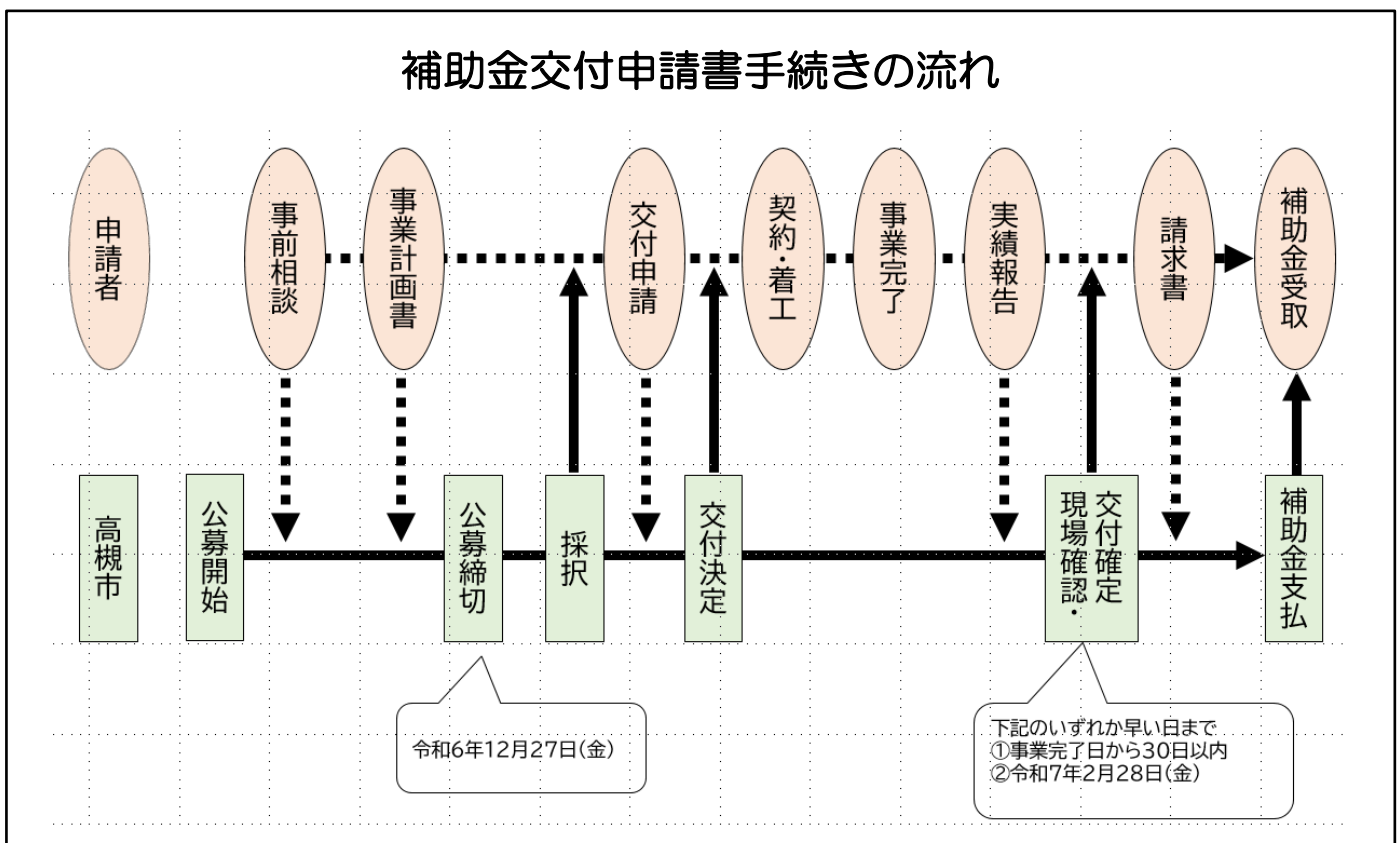 補助金交付申請書手続きの流れ
申請者
事前相談
事業計画書
交付申請
契約・着工
事業完了
実績報告
請求書
補助金受取
高槻市
公募開始
公募締切
採択
交付決定
交付確定
現場確認・
補助金支払
令和6年12月27日(金)
下記のいずれか早い日まで
①事業完了日から30日以内
②令和7年2月28日(金)